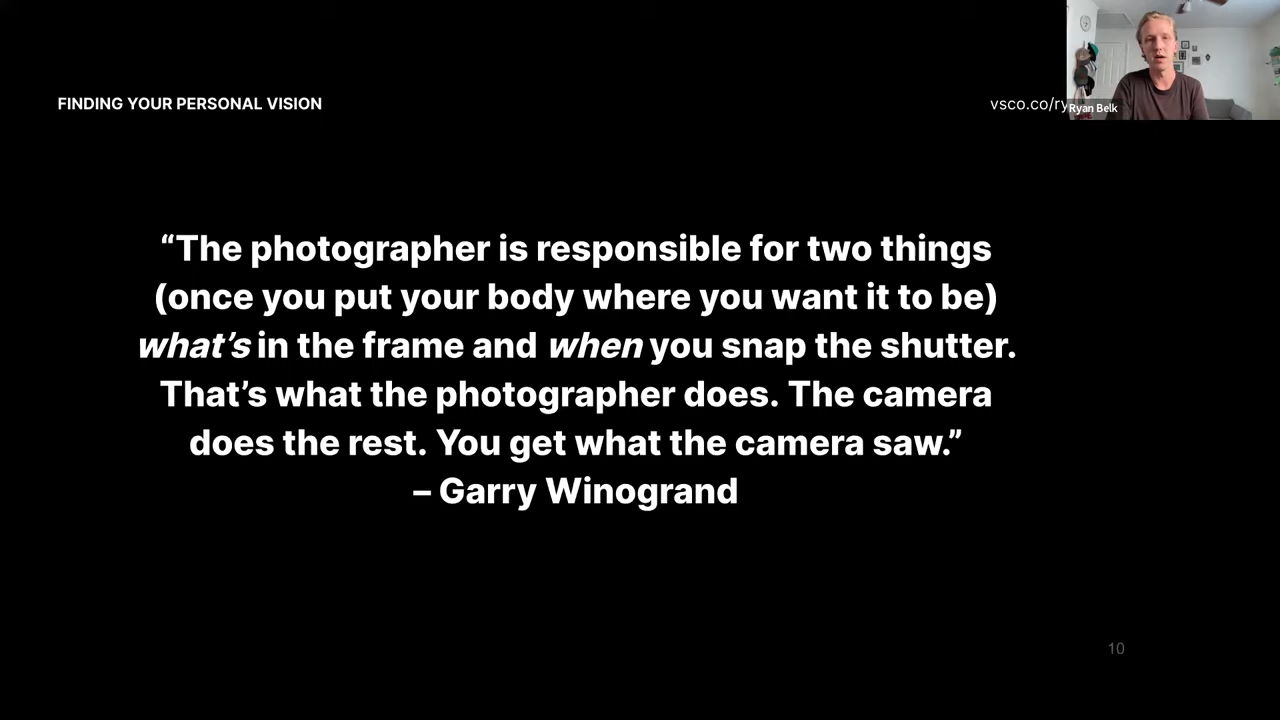 FINDING YOUR PERSONAL VISION
vsco.co/ry
Ryan Belk
“The photographer is responsible for two things
(once you put your body where you want it to be)
what’s in the frame and when you snap the shutter.
That’s what the photographer does. The camera
does the rest. You get what the camera saw.”
– Garry Winogrand
10